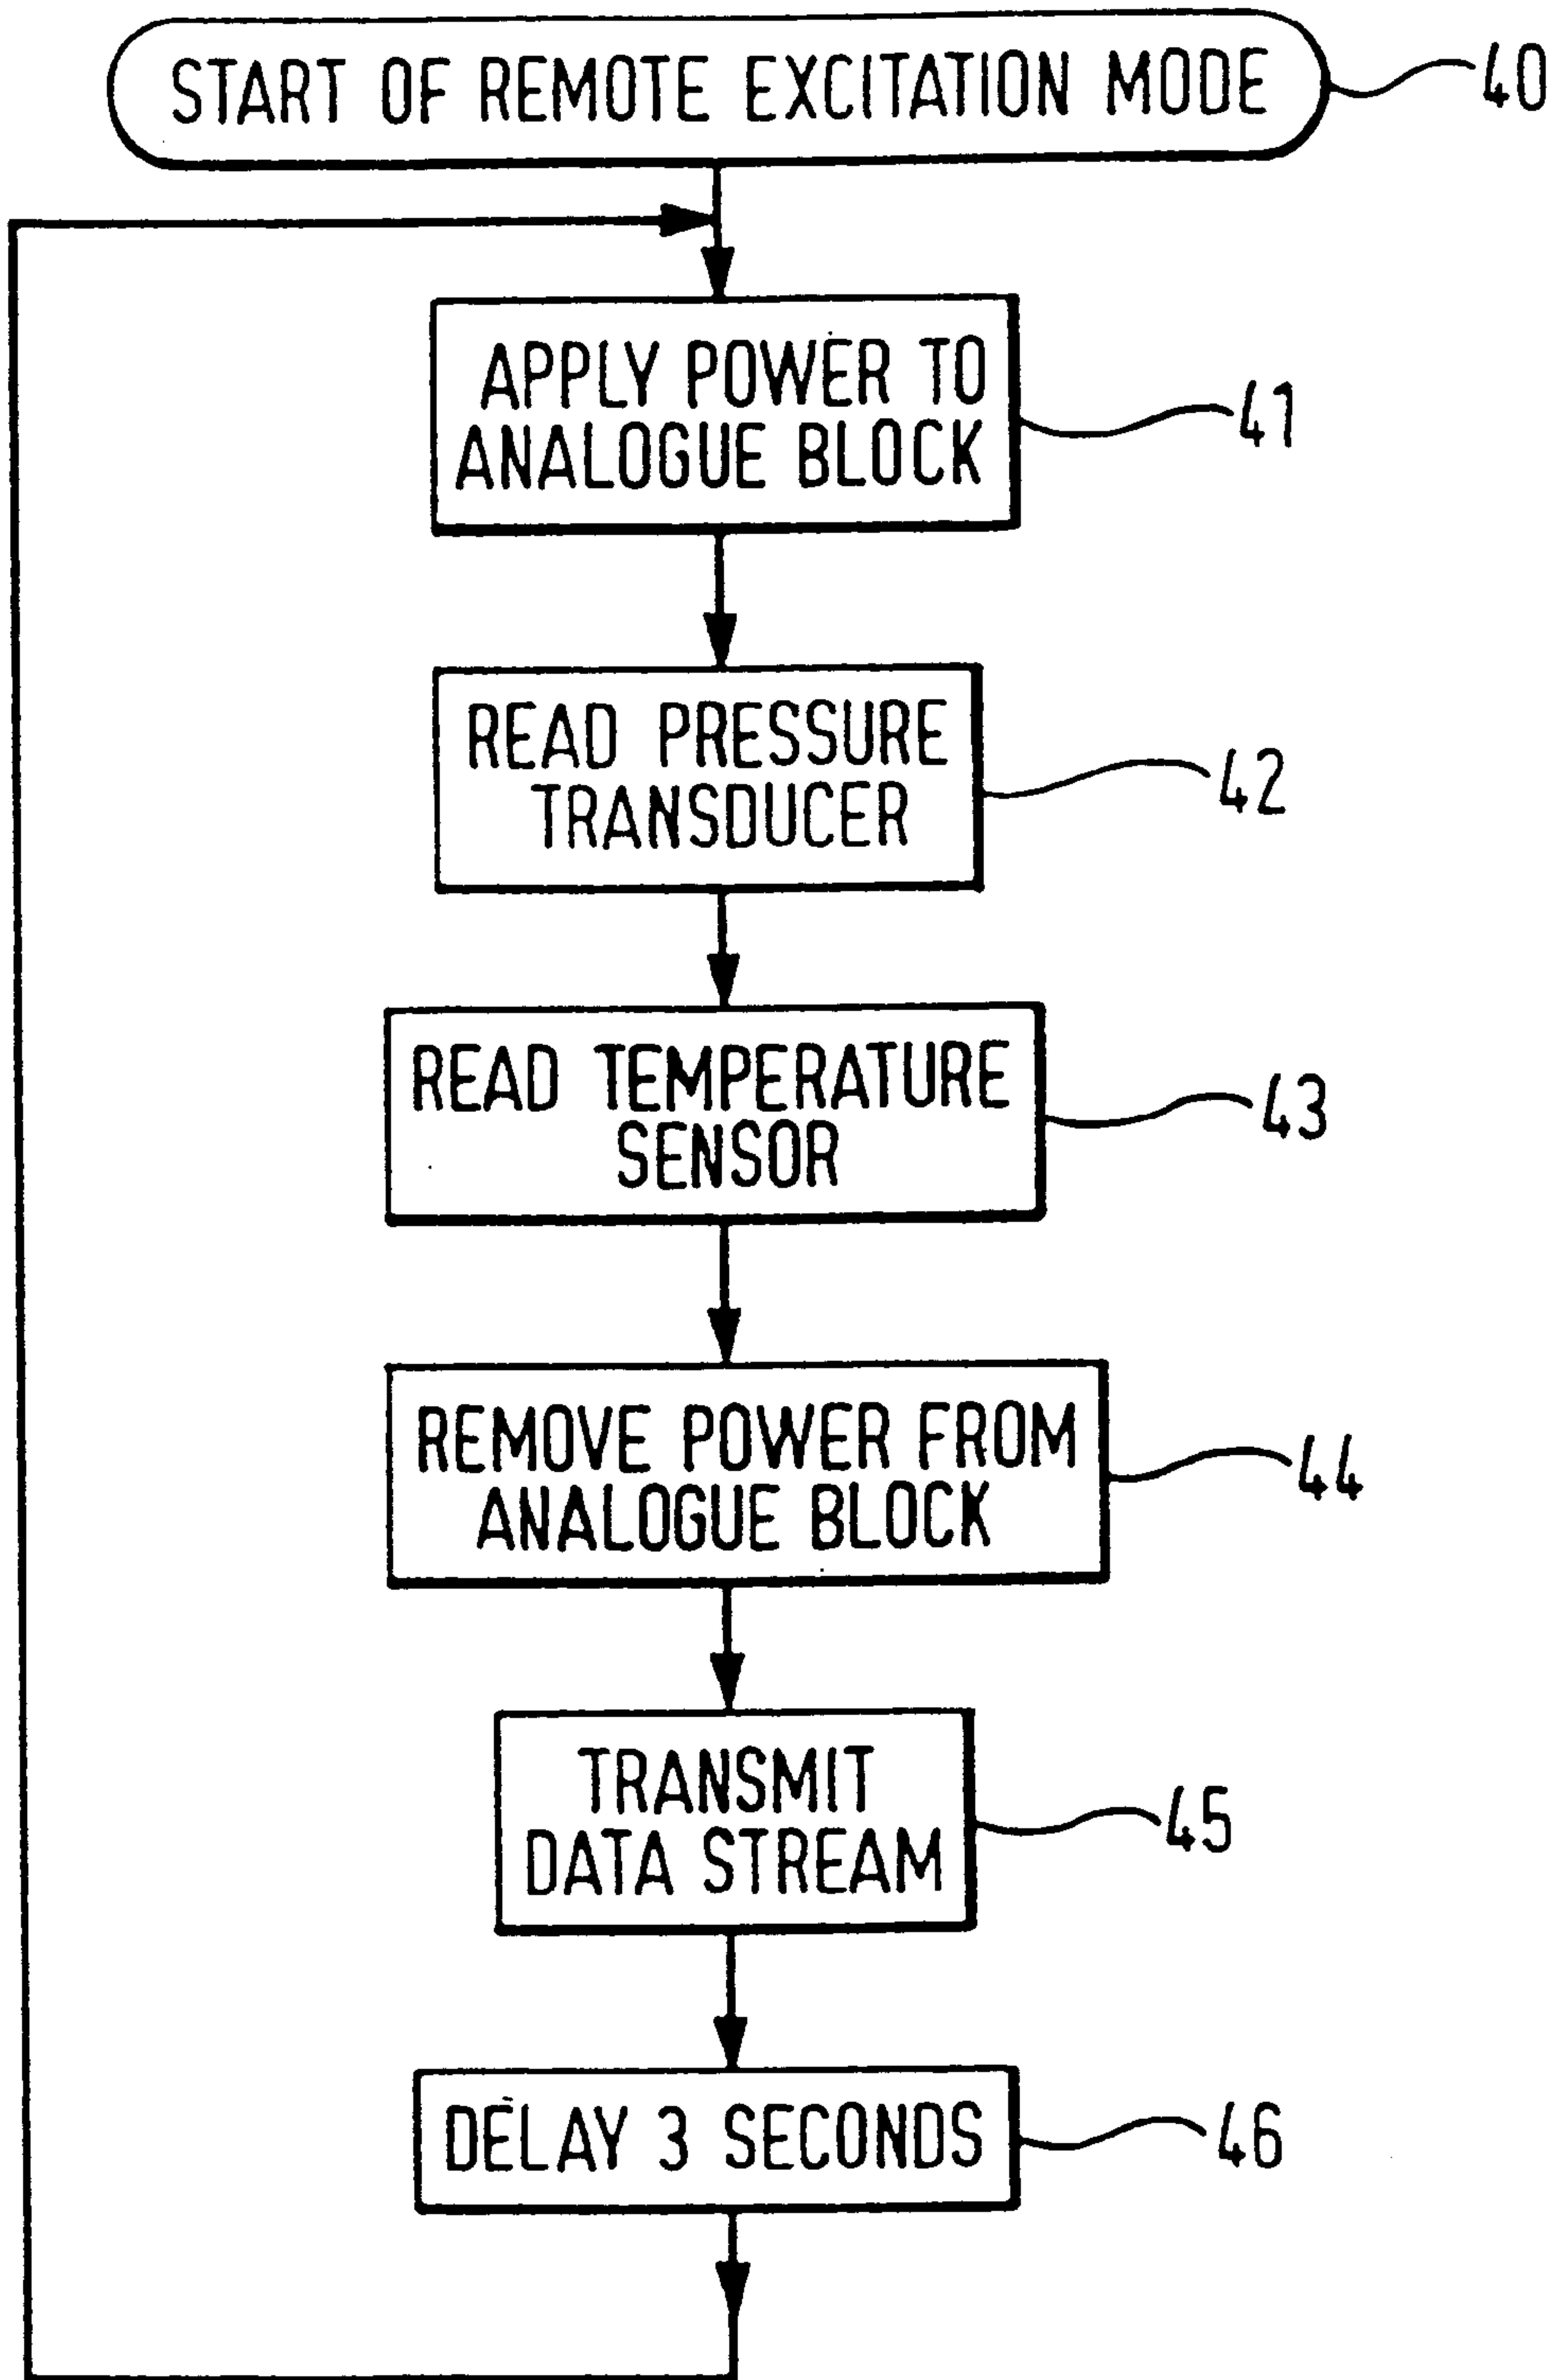 START OF REMOTE EXCITATION MODE
40
APPLY POWER TO
ANALOGUE BLOCK
41
READ PRESSURE
TRANSDUCER
42
READ TEMPERATURE
SENSOR
43
REMOVE POWER FROM
ANALOGUE BLOCK
44
TRANSMIT
DATA STREAM
45
DELAY 3 SECONDS
46